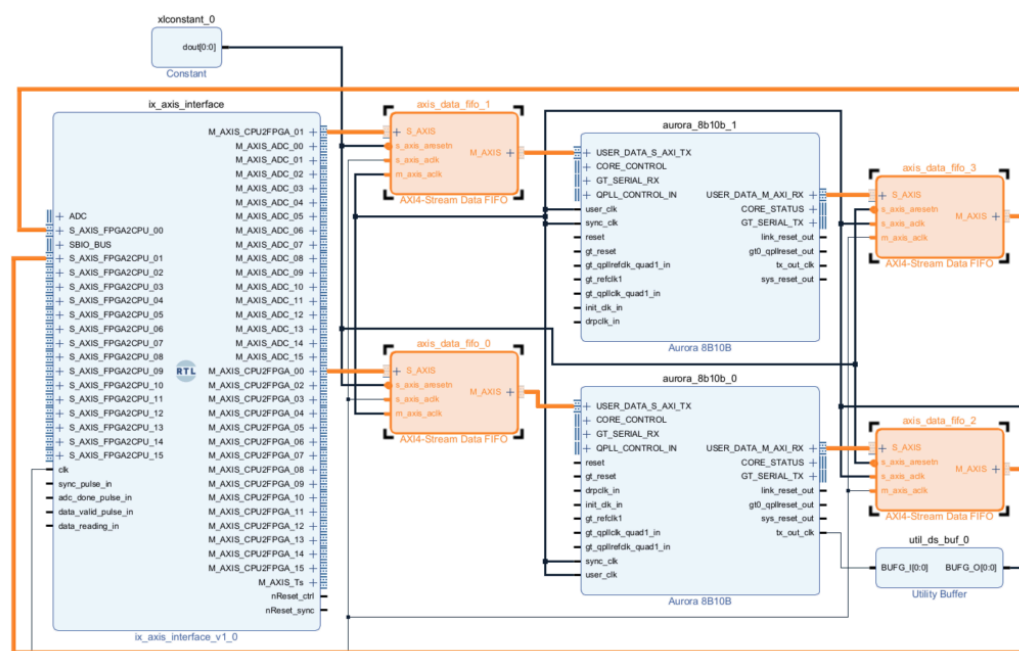 xlconstant_0
dout[0:0]
Constant
ix_axis_interface
M_AXIS_CPU2FPGA_01
M_AXIS_ADC_00
M_AXIS_ADC_01
M_AXIS_ADC_02
M_AXIS_ADC_03
M_AXIS_ADC_04
ADC M_AXIS_ADC_05
S_AXIS_FPGA2CPU_00 M_AXIS_ADC_06
SBIO_BUS M_AXIS_ADC_07
S_AXIS_FPGA2CPU_01 M_AXIS_ADC_08
S_AXIS_FPGA2CPU_02 M_AXIS_ADC_09
S_AXIS_FPGA2CPU_03 M_AXIS_ADC_10
S_AXIS_FPGA2CPU_04 M_AXIS_ADC_11
S_AXIS_FPGA2CPU_05 M_AXIS_ADC_12
S_AXIS_FPGA2CPU_06 M_AXIS_ADC_13
S_AXIS_FPGA2CPU_07 M_AXIS_ADC_14
S_AXIS_FPGA2CPU_08 M_AXIS_ADC_15
S_AXIS_FPGA2CPU_09 RTL M_AXIS_CPU2FPGA_00
S_AXIS_FPGA2CPU_10 M_AXIS_CPU2FPGA_02
S_AXIS_FPGA2CPU_11 M_AXIS_CPU2FPGA_03
S_AXIS_FPGA2CPU_12 M_AXIS_CPU2FPGA_04
S_AXIS_FPGA2CPU_13 M_AXIS_CPU2FPGA_05
S_AXIS_FPGA2CPU_14 M_AXIS_CPU2FPGA_06
S_AXIS_FPGA2CPU_15 M_AXIS_CPU2FPGA_07
clk M_AXIS_CPU2FPGA_08
sync_pulse_in M_AXIS_CPU2FPGA_09
adc_done_pulse_in M_AXIS_CPU2FPGA_10
data_valid_pulse_in M_AXIS_CPU2FPGA_11
data_reading_in M_AXIS_CPU2FPGA_12
M_AXIS_CPU2FPGA_13
M_AXIS_CPU2FPGA_14
M_AXIS_CPU2FPGA_15
M_AXIS_Ts
nReset_ctrl
nReset_sync
ix_axis_interface_v1_0
axis_data_fifo_1
S_AXIS
s_axis_aresetn
s_axis_aclk M_AXIS
m_axis_aclk
AXI4-Stream Data FIFO
axis_data_fifo_0
S_AXIS
s_axis_aresetn M_AXIS
s_axis_aclk
m_axis_aclk
AXI4-Stream Data FIFO
aurora_8b10b_1
USER_DATA_S_AXI_TX
CORE_CONTROL
GT_SERIAL_RX
QPLL_CONTROL_IN USER_DATA_M_AXI_RX
user_clk CORE_STATUS
sync_clk GT_SERIAL_TX
reset link_reset_out
gt_reset gt0_qpllreset_out
gt_qpllrefclk_quad1_in tx_out_clk
gt_refclk1 sys_reset_out
gt_qpllclk_quad1_in
init_clk_in
drpclk_in
Aurora 8B10B
aurora_8b10b_0
USER_DATA_S_AXI_TX
CORE_CONTROL
GT_SERIAL_RX
QPLL_CONTROL_IN USER_DATA_M_AXI_RX
reset CORE_STATUS
gt_reset GT_SERIAL_TX
drpclk_in link_reset_out
init_clk_in gt0_qpllreset_out
gt_refclk1 sys_reset_out
gt_qpllclk_quad1_in tx_out_clk
gt_qpllrefclk_quad1_in
sync_clk
user_clk
Aurora 8B10B
axis_data_fifo_3
S_AXIS
s_axis_aresetn M_AXIS
s_axis_aclk
m_axis_aclk
AXI4-Stream Data FIFO
axis_data_fifo_2
S_AXIS
s_axis_aresetn M_AXIS
s_axis_aclk
m_axis_aclk
AXI4-Stream Data FIFO
util_ds_buf_0
BUFG_I[0:0] BUFG_O[0:0]
Utility Buffer